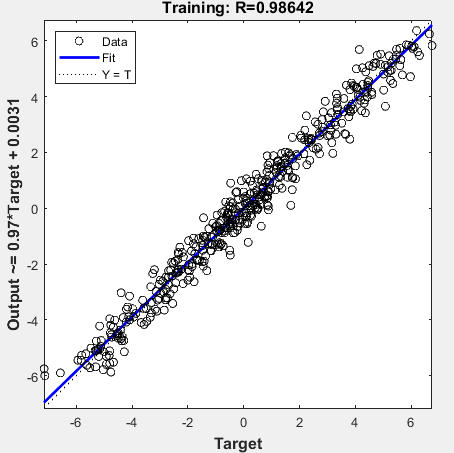 Training: R=0.98642
Data
Fit
Y = T
Output ~= 0.97*Target + 0.0031
6
4
2
0
-2
-4
-6
-6
-4
-2
0
2
4
6
Target